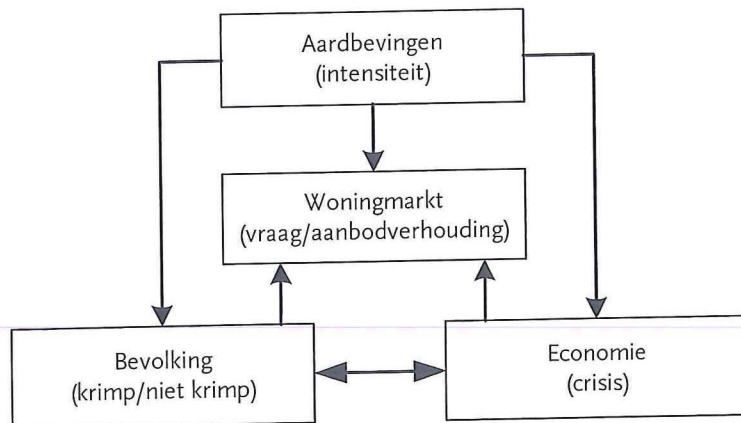 Aardbevingen
(intensiteit)
Woningmarkt
(vraag/aanbodverhouding)
Bevolking
(krimp/niet krimp)
Economie
(crisis)